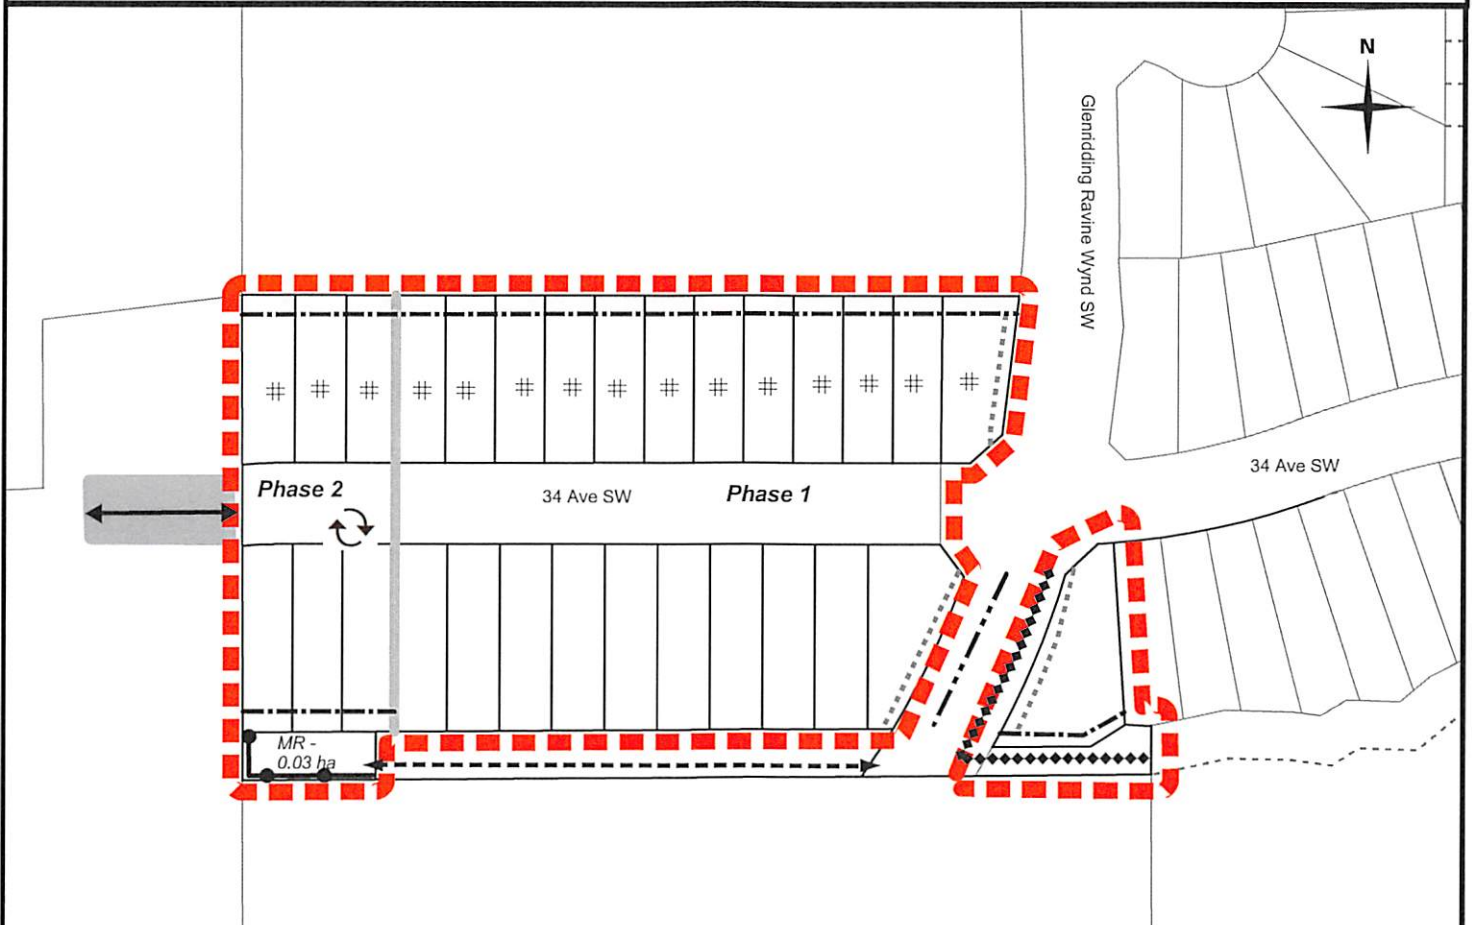 N
Glenridding Ravine Wynd SW
34 Ave SW
Phase 2
34 Ave SW
Phase 1
MR -
0.03 ha